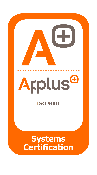 A+
Applus+
Systems
Certification